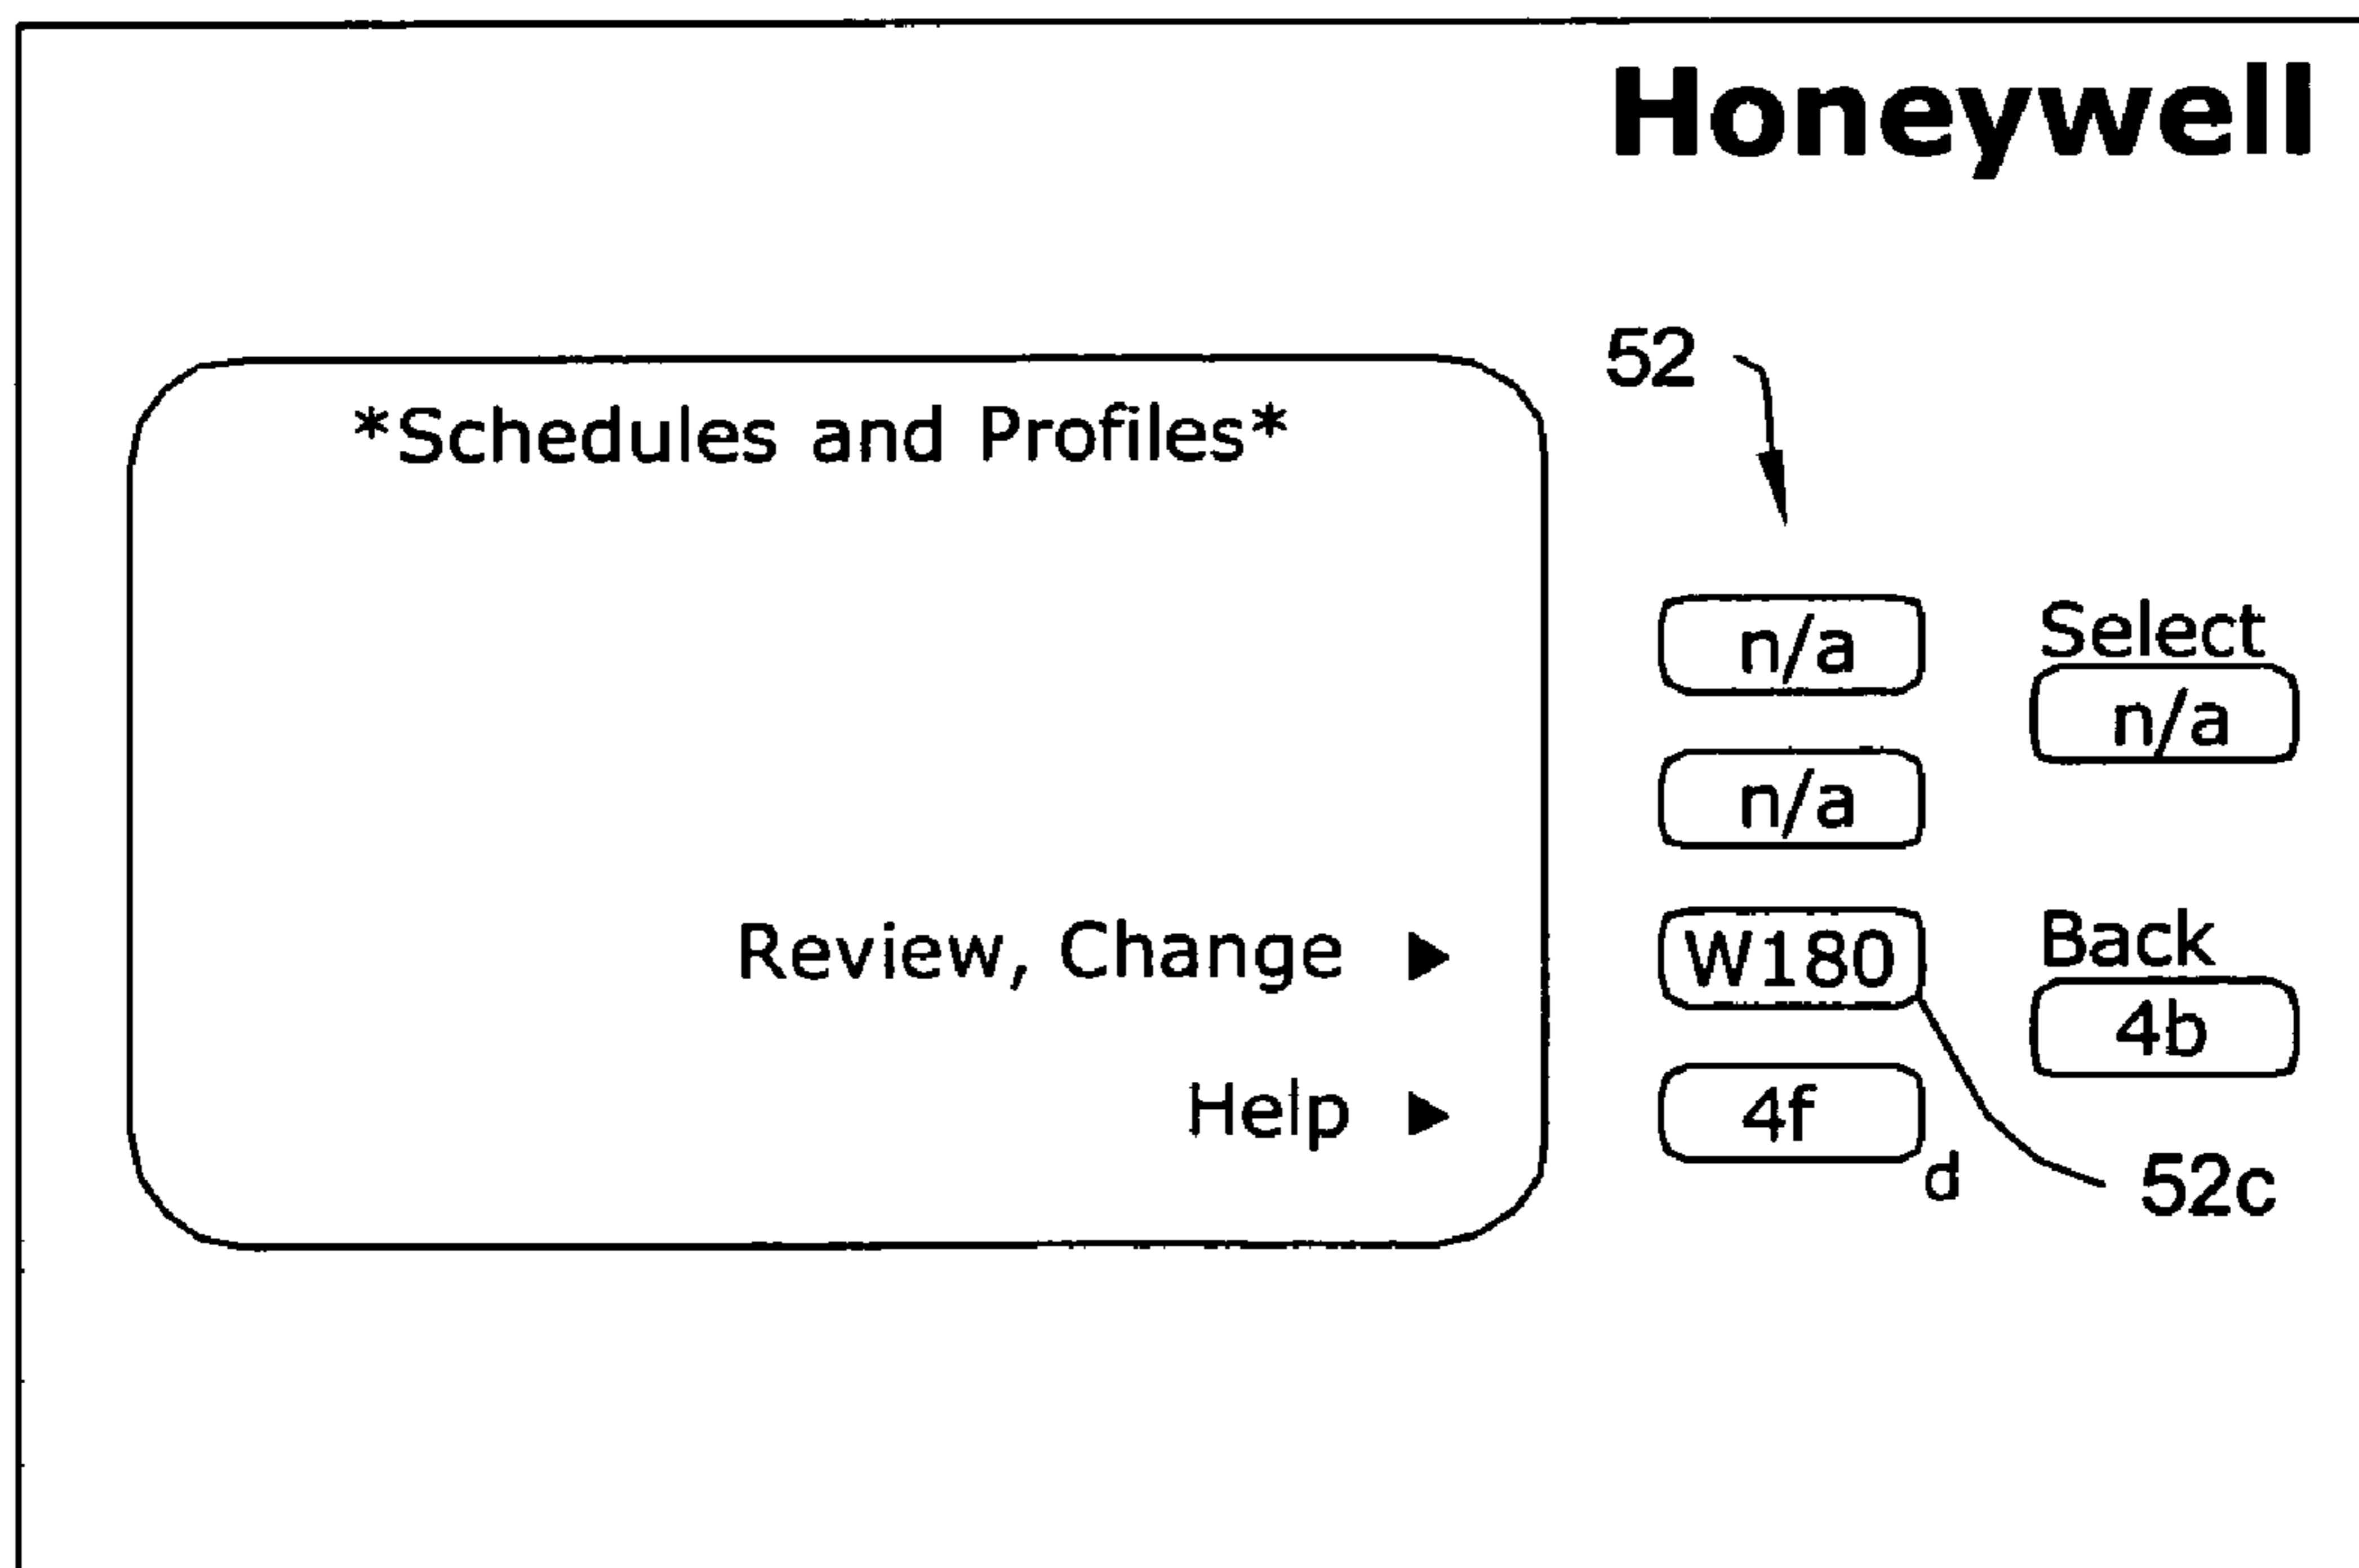 Honeywell
52
*Schedules and Profiles*
n/a
Select
n/a
n/a
Review, Change ▶
W180
Back
4b
Help ▶
4f
d
52c